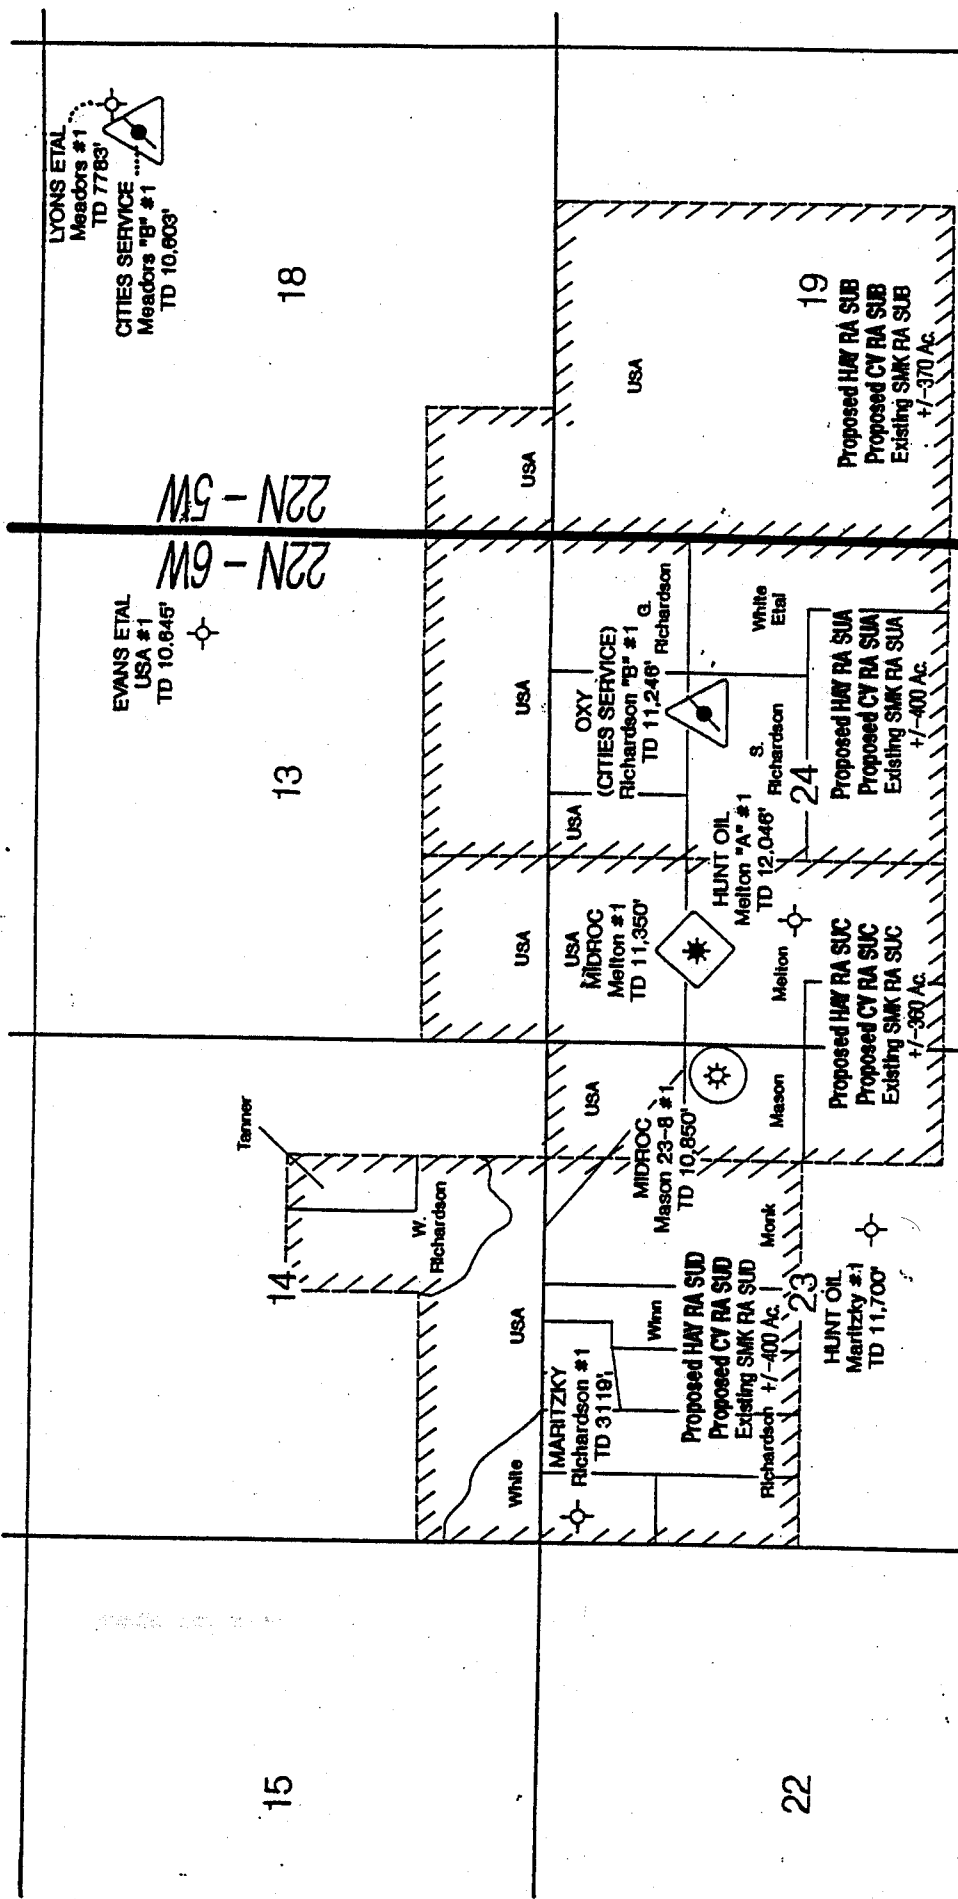 LYONS ETAL
Meadors #1
TD 7783'
CITIES SERVICE
Meadors "B" #1
TD 10,603'
18
22N - 5W
22N - 6W
EVANS ETAL
USA #1
TD 10,645'
13
Tanner
14
W.
Richardson
15
USA
USA
USA
USA
White
USA
19
Proposed HAY RA SUB
Proposed CV RA SUB
Existing SMK RA SUB
+/-370 Ac.
OXY
(CITIES SERVICE)
Richardson "B" #1
TD 11,246'
G.
Richardson
White
Etal
USA
S.
Richardson
24
Proposed HAY RA SUA
Proposed CV RA SUA
Existing SMK RA SUA
+/-400 Ac.
HUNT OIL
Melton "A" #1
TD 12,046'
USA
MIDROC
Melton #1
TD 11,350'
Melton
Proposed HAY RA SUC
Proposed CV RA SUC
Existing SMK RA SUC
+/-360 Ac.
USA
MIDROC
Mason 23-8 #1
TD 10,850'
Mason
Monk
Winn
MARITZKY
Richardson #1
TD 3119'
Proposed HAY RA SUD
Proposed CV RA SUD
Existing SMK RA SUD
+/-400 Ac.
Richardson
23
HUNT OIL
Maritzky #1
TD 11,700'
22